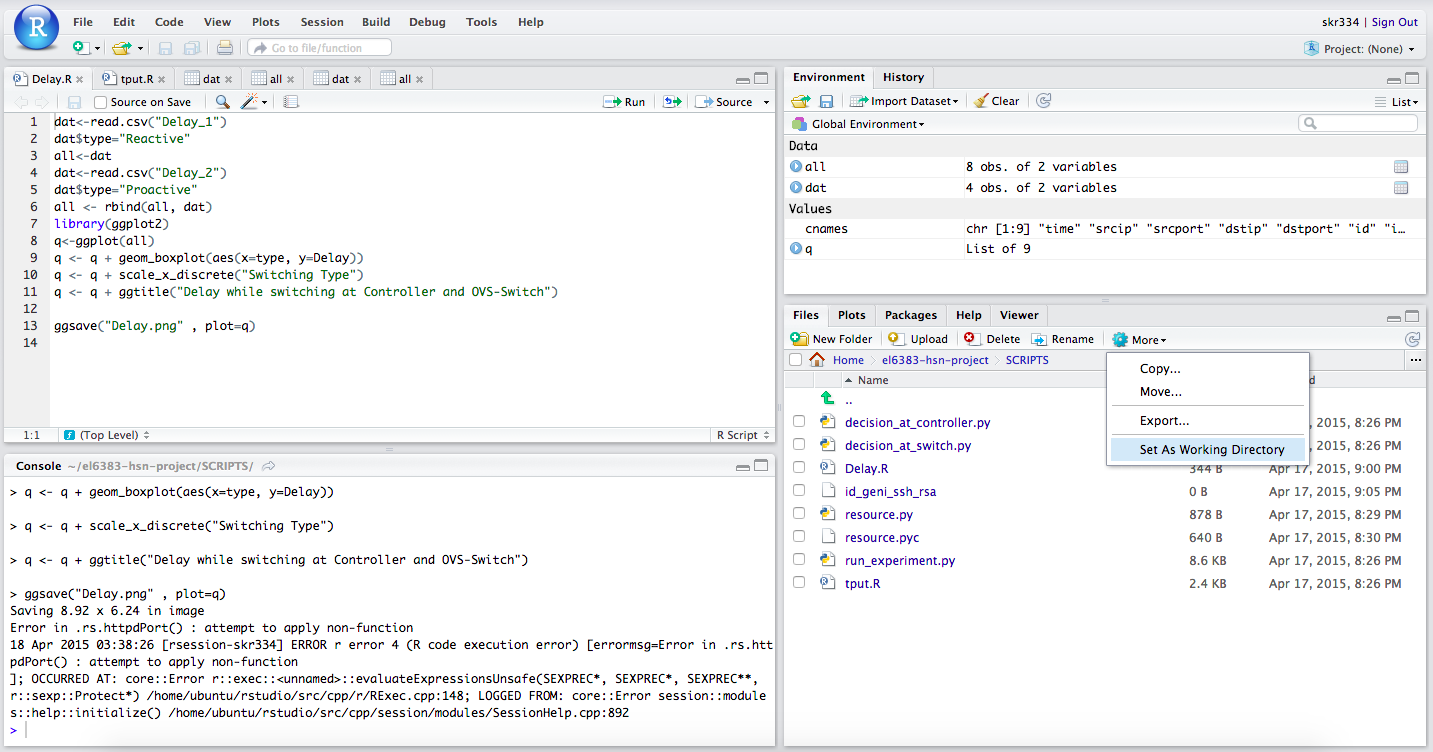 R
File Edit Code View Plots Session Build Debug Tools Help
skr334 | Sign Out
Go to file/function
Project: (None)
Delay.R tput.R dat all dat all
Source on Save Run Source
1 dat<-read.csv("Delay_1")
2 dat$type="Reactive"
3 all<-dat
4 dat<-read.csv("Delay_2")
5 dat$type="Proactive"
6 all <- rbind(all, dat)
7 library(ggplot2)
8 q<-ggplot(all)
9 q <- q + geom_boxplot(aes(x=type, y=Delay))
10 q <- q + scale_x_discrete("Switching Type")
11 q <- q + ggtitle("Delay while switching at Controller and OVS-Switch")
12
13 ggsave("Delay.png" , plot=q)
14
1:1 (Top Level) R Script
Console ~/el6383-hsn-project/SCRIPTS/
> q <- q + geom_boxplot(aes(x=type, y=Delay))
> q <- q + scale_x_discrete("Switching Type")
> q <- q + ggtitle("Delay while switching at Controller and OVS-Switch")
> ggsave("Delay.png" , plot=q)
Saving 8.92 x 6.24 in image
Error in .rs.httpdPort() : attempt to apply non-function
18 Apr 2015 03:38:26 [rsession-skr334] ERROR r error 4 (R code execution error) [errormsg=Error in .rs.htt
pdPort() : attempt to apply non-function
]; OCCURRED AT: core::Error r::exec::<unnamed>::evaluateExpressionsUnsafe(SEXPREC*, SEXPREC*, SEXPREC**,
r::sexp::Protect*) /home/ubuntu/rstudio/src/cpp/r/RExec.cpp:148; LOGGED FROM: core::Error session::module
s::help::initialize() /home/ubuntu/rstudio/src/cpp/session/modules/SessionHelp.cpp:892
>
Environment History
Import Dataset Clear List
Global Environment
Data
all 8 obs. of 2 variables
dat 4 obs. of 2 variables
Values
cnames chr [1:9] "time" "srcip" "srcport" "dstip" "dstport" "id" "i…
q List of 9
Files Plots Packages Help Viewer
New Folder Upload Delete Rename More
Home el6383-hsn-project SCRIPTS ...
Name d
..
Copy...
Move...
Export...
Set As Working Directory
decision_at_controller.py , 2015, 8:26 PM
decision_at_switch.py , 2015, 8:26 PM
Delay.R 344 B Apr 17, 2015, 9:00 PM
id_geni_ssh_rsa 0 B Apr 17, 2015, 9:05 PM
resource.py 878 B Apr 17, 2015, 8:29 PM
resource.pyc 640 B Apr 17, 2015, 8:30 PM
run_experiment.py 8.6 KB Apr 17, 2015, 8:26 PM
tput.R 2.4 KB Apr 17, 2015, 8:26 PM